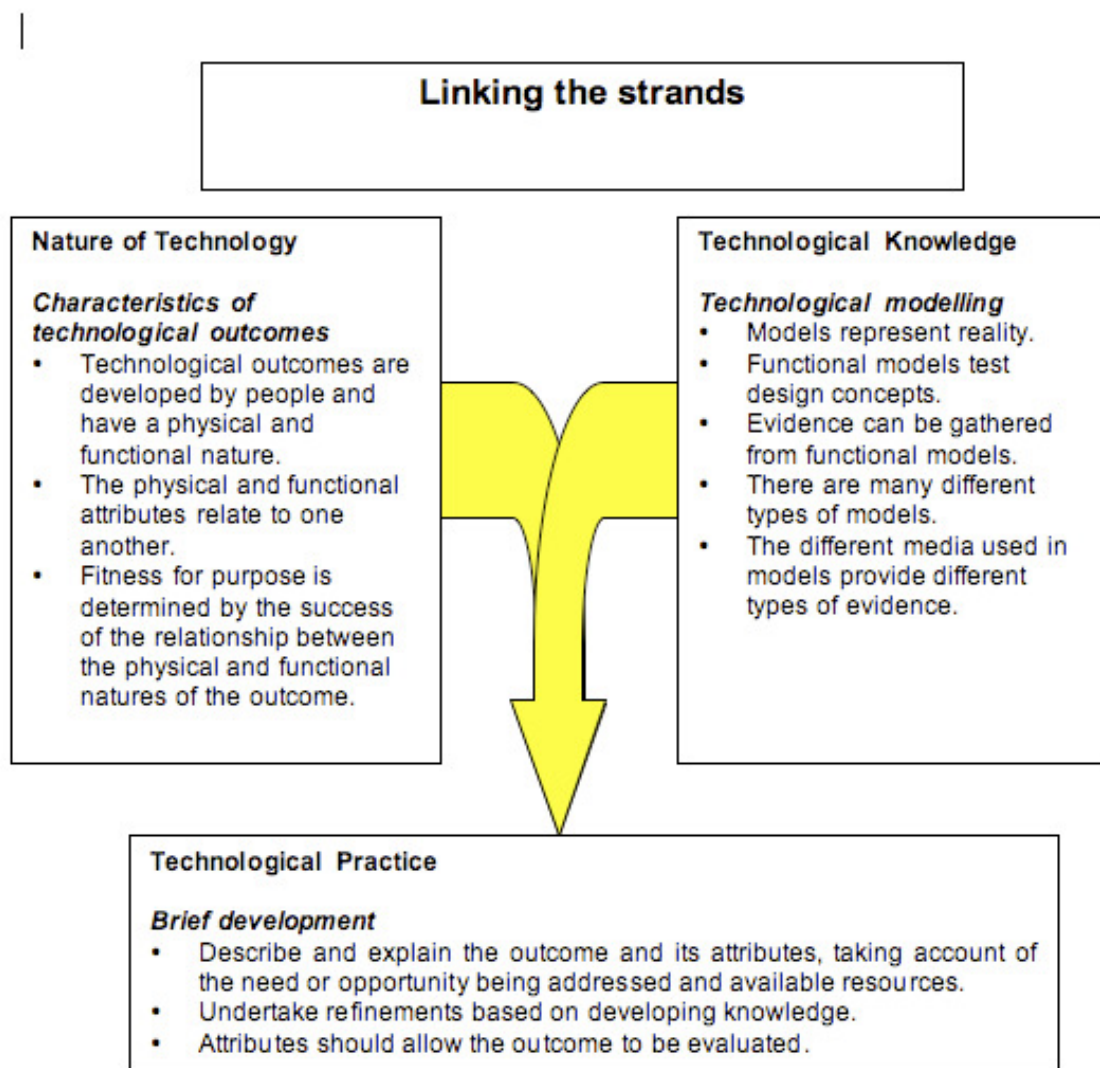 Linking the strands
Nature of Technology
Characteristics of
technological outcomes
• Technological outcomes are
developed by people and
have a physical and
functional nature.
• The physical and functional
attributes relate to one
another.
• Fitness for purpose is
determined by the success
of the relationship between
the physical and functional
natures of the outcome.
Technological Knowledge
Technological modelling
• Models represent reality.
• Functional models test
design concepts.
• Evidence can be gathered
from functional models.
• There are many different
types of models.
• The different media used in
models provide different
types of evidence.
Technological Practice
Brief development
• Describe and explain the outcome and its attributes, taking account of
the need or opportunity being addressed and available resources.
• Undertake refinements based on developing knowledge.
• Attributes should allow the outcome to be evaluated.